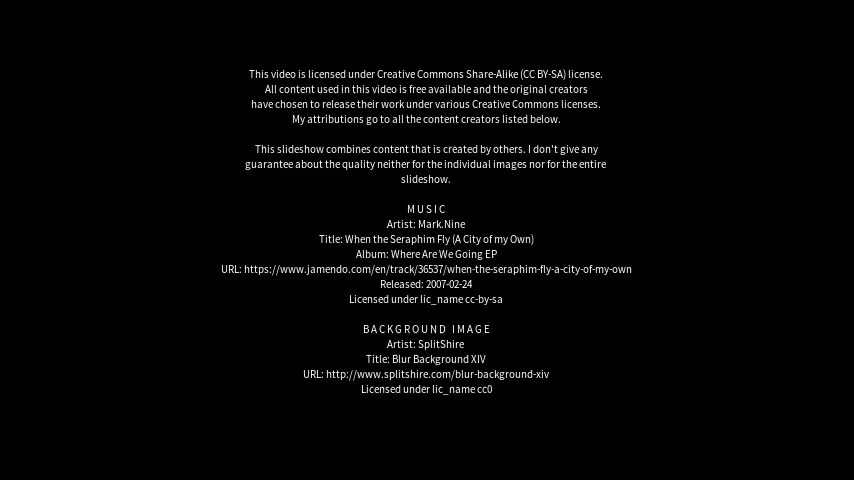 This video is licensed under Creative Commons Share-Alike (CC BY-SA) license.
All content used in this video is free available and the original creators
have chosen to release their work under various Creative Commons licenses.
My attributions go to all the content creators listed below.
This slideshow combines content that is created by others. I don't give any
guarantee about the quality neither for the individual images nor for the entire
slideshow.
MUSIC
Artist: Mark.Nine
Title: When the Seraphim Fly (A City of my Own)
Album: Where Are We Going EP
URL: https://www.jamendo.com/en/track/36537/when-the-seraphim-fly-a-city-of-my-own
Released: 2007-02-24
Licensed under lic_name cc-by-sa
BACKGROUND IMAGE
Artist: SplitShire
Title: Blur Background XIV
URL: http://www.splitshire.com/blur-background-xiv
Licensed under lic_name cc0